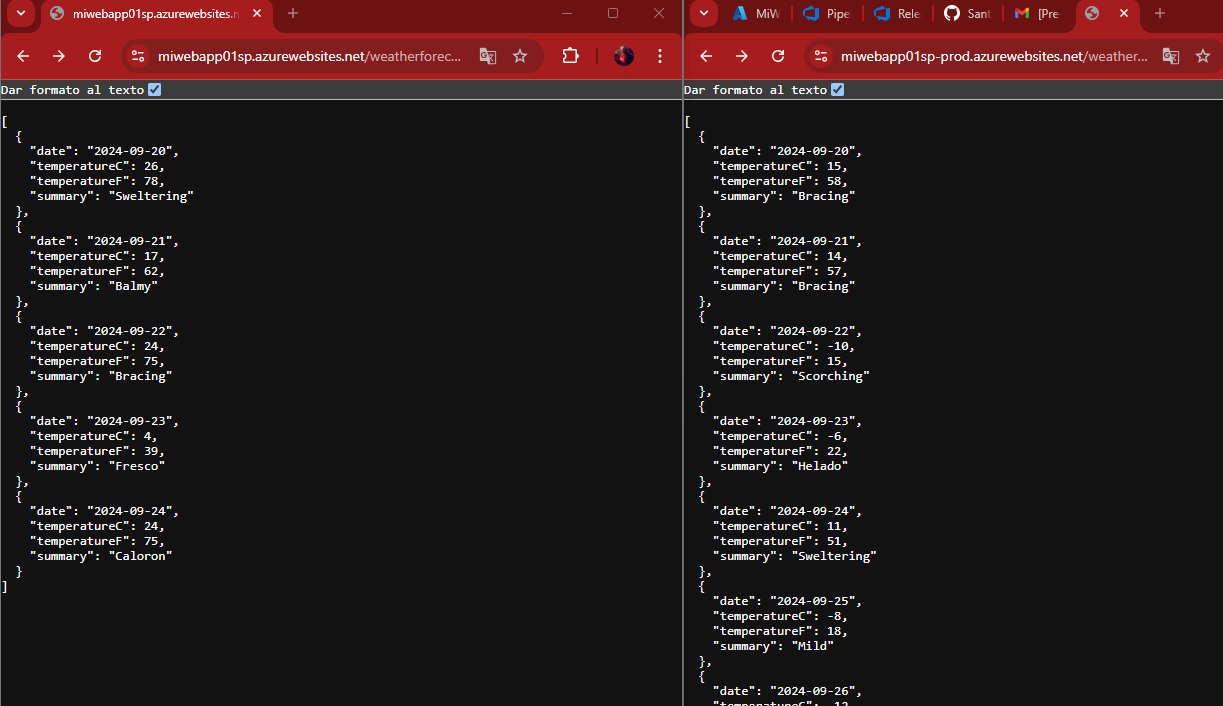 miwebapp01sp.azurewebsites.n
miwebapp01sp.azurewebsites.net/weatherforec...
Dar formato al texto
[
  {
    "date": "2024-09-20",
    "temperatureC": 26,
    "temperatureF": 78,
    "summary": "Sweltering"
  },
  {
    "date": "2024-09-21",
    "temperatureC": 17,
    "temperatureF": 62,
    "summary": "Balmy"
  },
  {
    "date": "2024-09-22",
    "temperatureC": 24,
    "temperatureF": 75,
    "summary": "Bracing"
  },
  {
    "date": "2024-09-23",
    "temperatureC": 4,
    "temperatureF": 39,
    "summary": "Fresco"
  },
  {
    "date": "2024-09-24",
    "temperatureC": 24,
    "temperatureF": 75,
    "summary": "Caloron"
  }
]
MiW
Pipe
Rele
Sant
[Pre
miwebapp01sp-prod.azurewebsites.net/weather...
Dar formato al texto
[
  {
    "date": "2024-09-20",
    "temperatureC": 15,
    "temperatureF": 58,
    "summary": "Bracing"
  },
  {
    "date": "2024-09-21",
    "temperatureC": 14,
    "temperatureF": 57,
    "summary": "Bracing"
  },
  {
    "date": "2024-09-22",
    "temperatureC": -10,
    "temperatureF": 15,
    "summary": "Scorching"
  },
  {
    "date": "2024-09-23",
    "temperatureC": -6,
    "temperatureF": 22,
    "summary": "Helado"
  },
  {
    "date": "2024-09-24",
    "temperatureC": 11,
    "temperatureF": 51,
    "summary": "Sweltering"
  },
  {
    "date": "2024-09-25",
    "temperatureC": -8,
    "temperatureF": 18,
    "summary": "Mild"
  },
  {
    "date": "2024-09-26",
    "temperatureC":